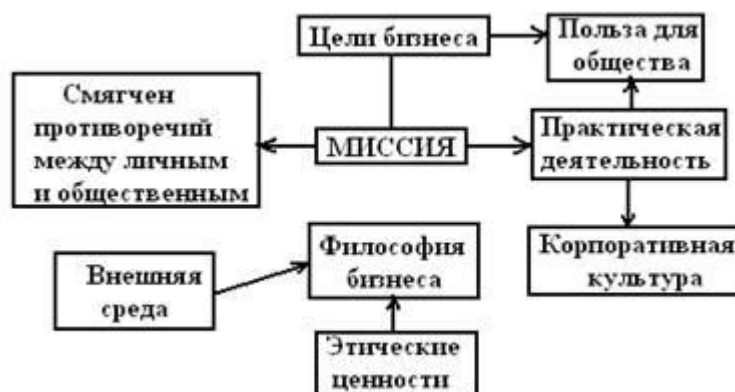 Цели бизнеса
Польза для
общества
Смягчен
противоречий
между личным
и общественным
МИССИЯ
Практическая
деятельность
Философия
бизнеса
Корпоративная
культура
Внешняя
среда
Этические
ценности